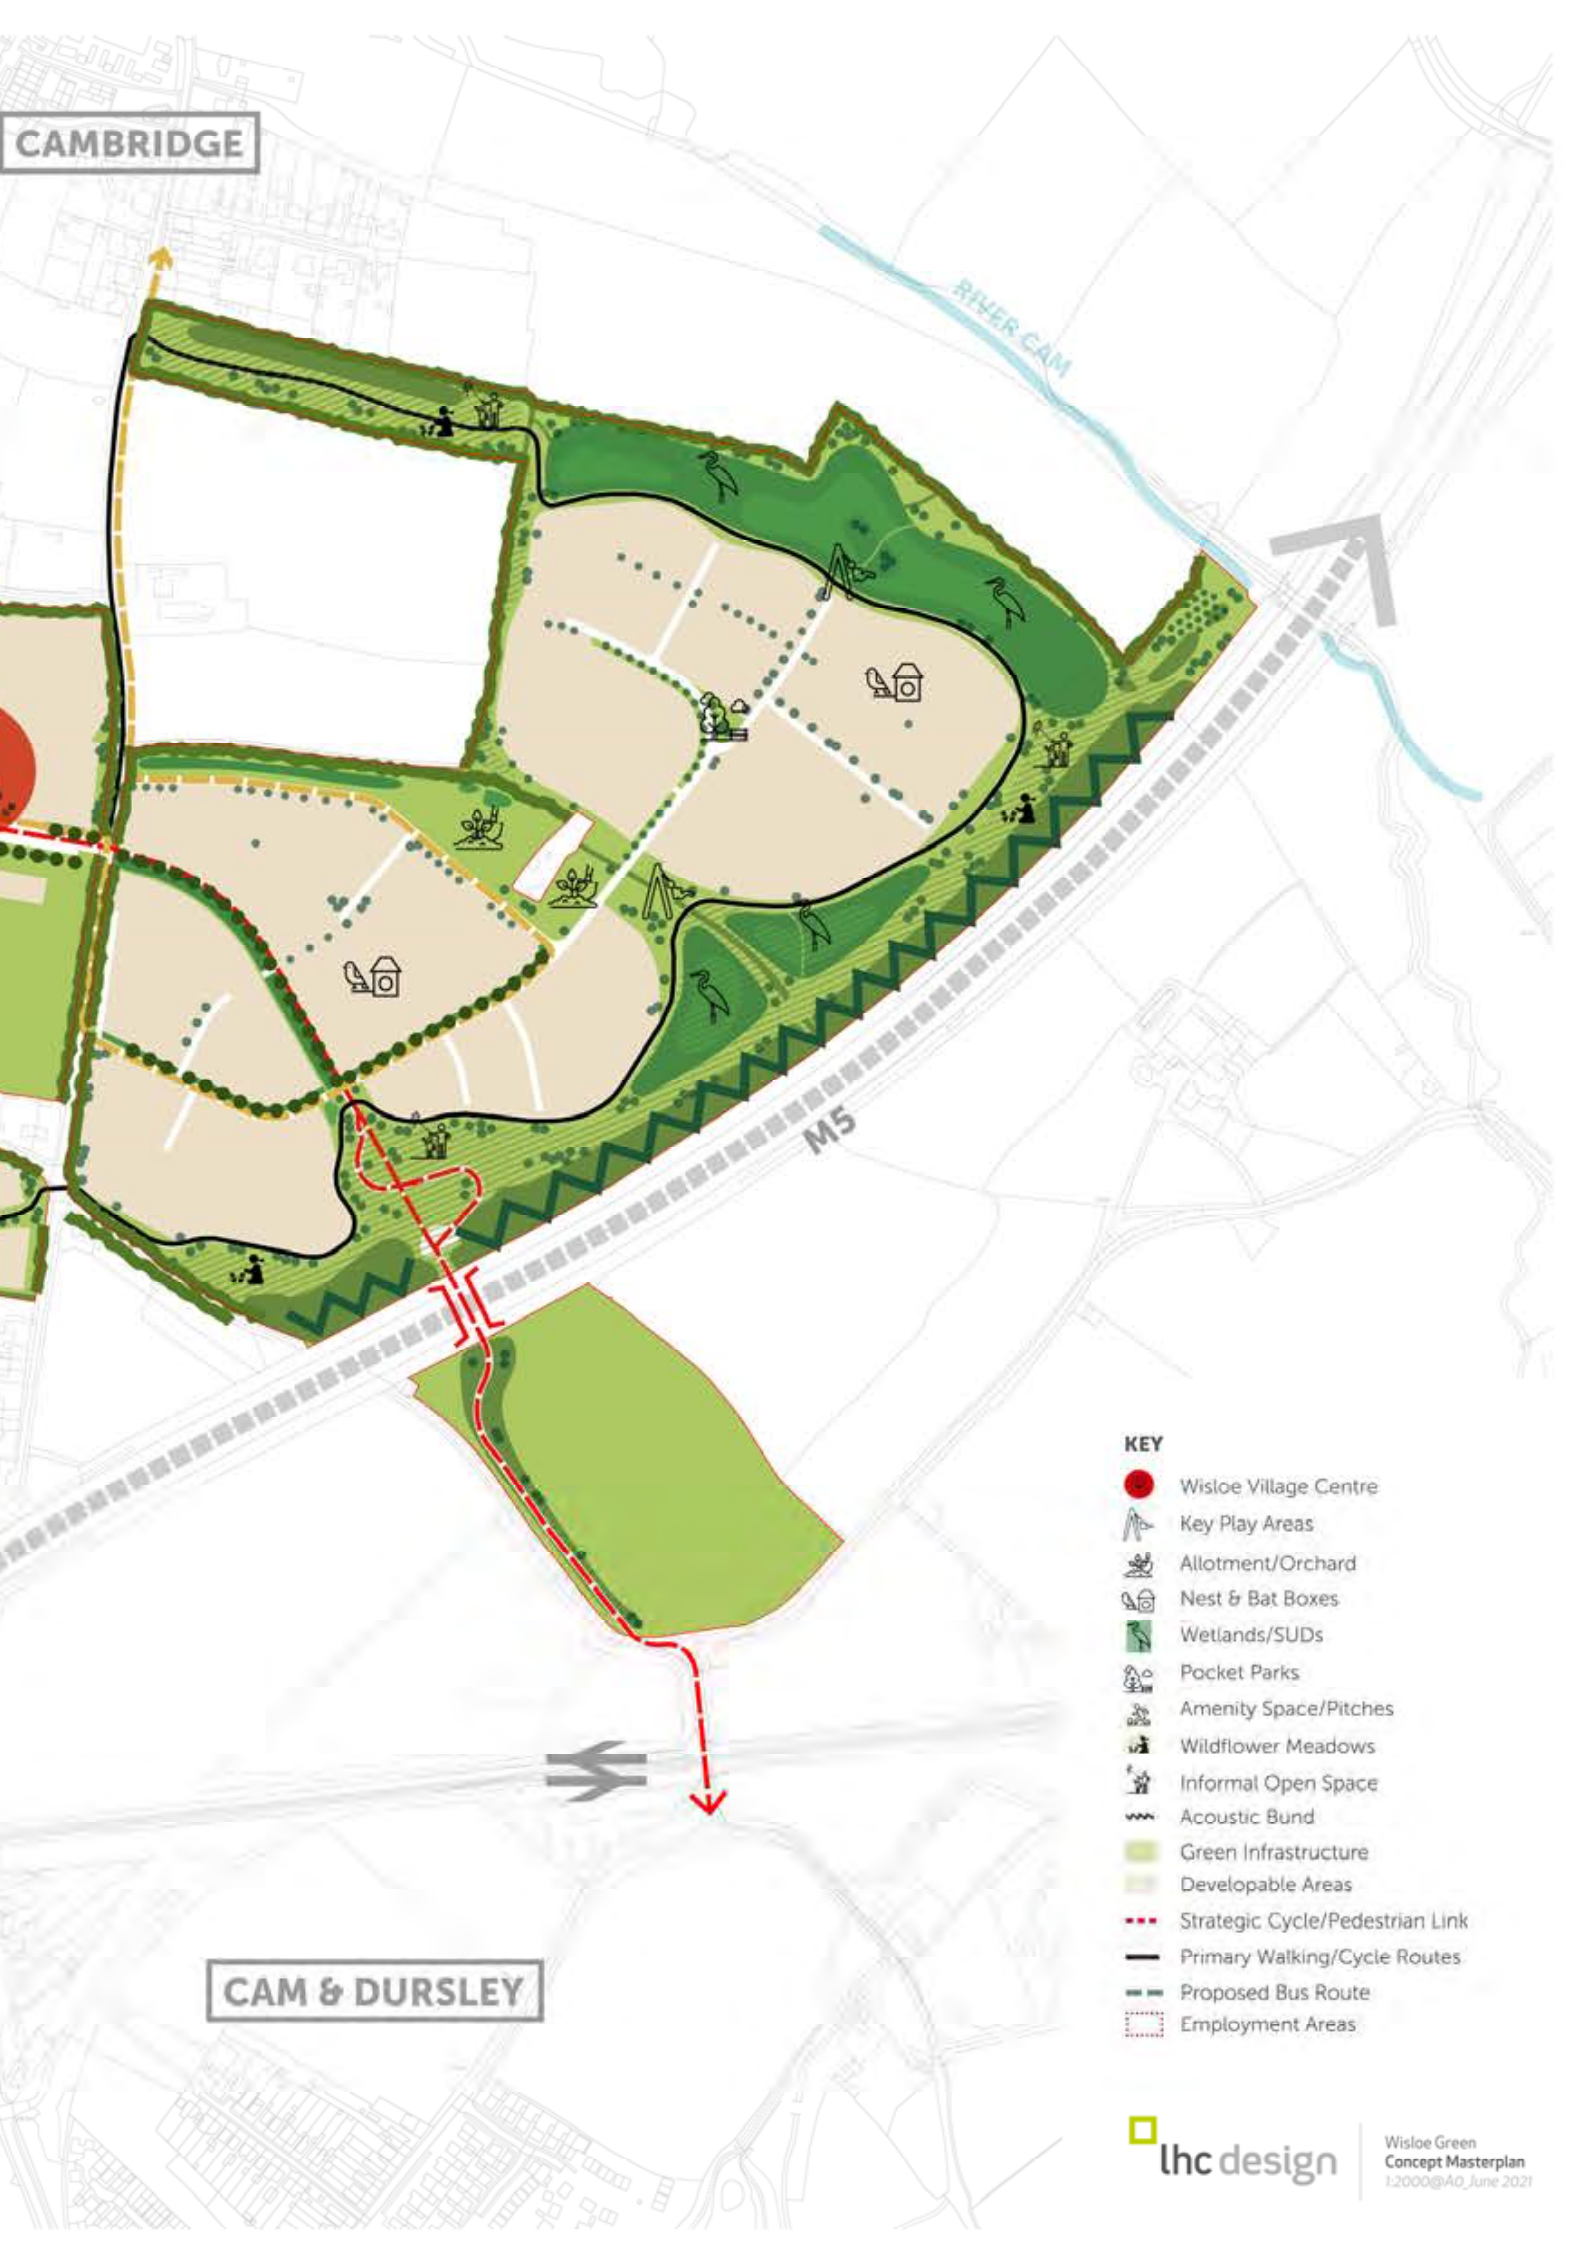 CAMBRIDGE
RIVER CAM
M5
KEY
Wisloe Village Centre
Key Play Areas
Allotment/Orchard
Nest & Bat Boxes
Wetlands/SUDs
Pocket Parks
Amenity Space/Pitches
Wildflower Meadows
Informal Open Space
Acoustic Bund
Green Infrastructure
Developable Areas
Strategic Cycle/Pedestrian Link
Primary Walking/Cycle Routes
Proposed Bus Route
Employment Areas
CAM & DURSLEY
lhc design
Wisloe Green
Concept Masterplan
1:2000@A0_June 2021